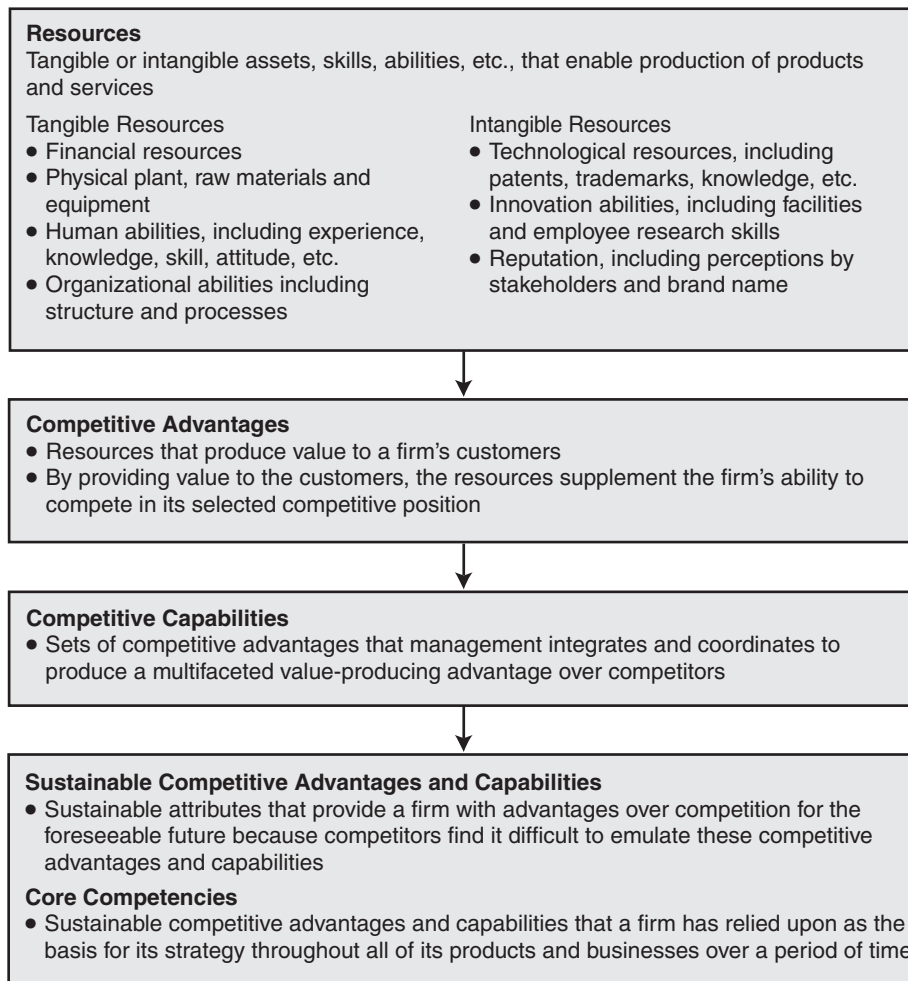 Resources
Tangible or intangible assets, skills, abilities, etc., that enable production of products
and services
Tangible Resources
• Financial resources
• Physical plant, raw materials and
equipment
• Human abilities, including experience,
knowledge, skill, attitude, etc.
• Organizational abilities including
structure and processes
Intangible Resources
• Technological resources, including
patents, trademarks, knowledge, etc.
• Innovation abilities, including facilities
and employee research skills
• Reputation, including perceptions by
stakeholders and brand name
Competitive Advantages
• Resources that produce value to a firm's customers
• By providing value to the customers, the resources supplement the firm's ability to
compete in its selected competitive position
Competitive Capabilities
• Sets of competitive advantages that management integrates and coordinates to
produce a multifaceted value-producing advantage over competitors
Sustainable Competitive Advantages and Capabilities
• Sustainable attributes that provide a firm with advantages over competition for the
foreseeable future because competitors find it difficult to emulate these competitive
advantages and capabilities
Core Competencies
• Sustainable competitive advantages and capabilities that a firm has relied upon as the
basis for its strategy throughout all of its products and businesses over a period of time